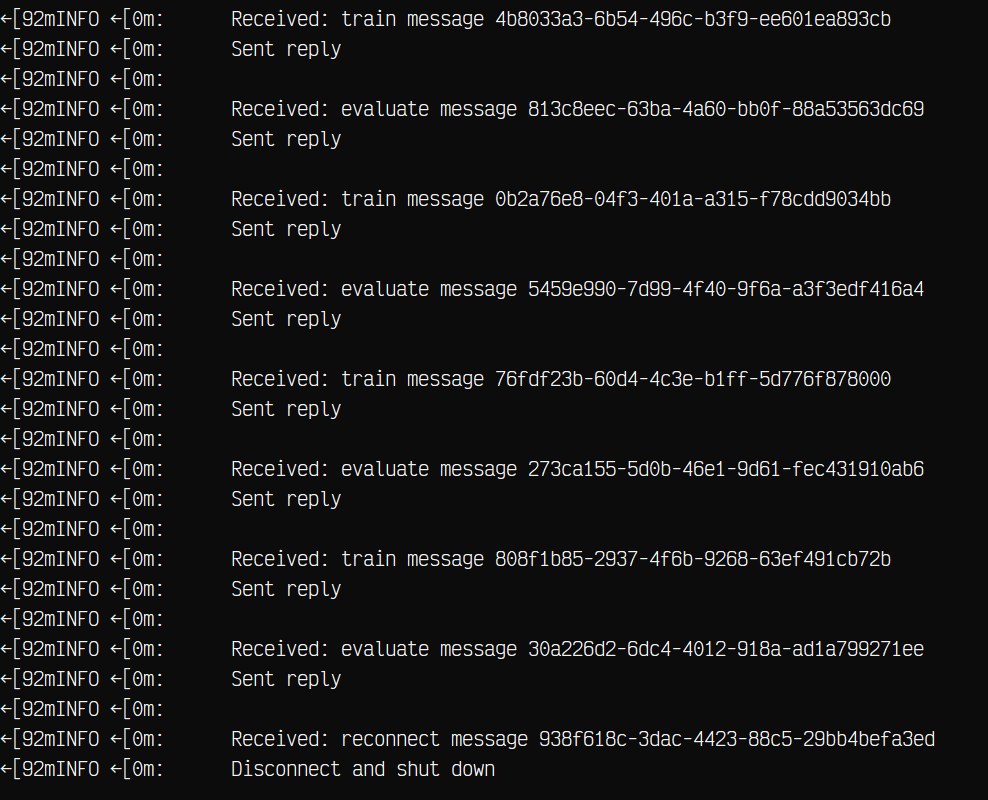 ←[92mINFO ←[0m:      Received: train message 4b8033a3-6b54-496c-b3f9-ee601ea893cb
←[92mINFO ←[0m:      Sent reply
←[92mINFO ←[0m:
←[92mINFO ←[0m:      Received: evaluate message 813c8eec-63ba-4a60-bb0f-88a53563dc69
←[92mINFO ←[0m:      Sent reply
←[92mINFO ←[0m:
←[92mINFO ←[0m:      Received: train message 0b2a76e8-04f3-401a-a315-f78cdd9034bb
←[92mINFO ←[0m:      Sent reply
←[92mINFO ←[0m:
←[92mINFO ←[0m:      Received: evaluate message 5459e990-7d99-4f40-9f6a-a3f3edf416a4
←[92mINFO ←[0m:      Sent reply
←[92mINFO ←[0m:
←[92mINFO ←[0m:      Received: train message 76fdf23b-60d4-4c3e-b1ff-5d776f878000
←[92mINFO ←[0m:      Sent reply
←[92mINFO ←[0m:
←[92mINFO ←[0m:      Received: evaluate message 273ca155-5d0b-46e1-9d61-fec431910ab6
←[92mINFO ←[0m:      Sent reply
←[92mINFO ←[0m:
←[92mINFO ←[0m:      Received: train message 808f1b85-2937-4f6b-9268-63ef491cb72b
←[92mINFO ←[0m:      Sent reply
←[92mINFO ←[0m:
←[92mINFO ←[0m:      Received: evaluate message 30a226d2-6dc4-4012-918a-ad1a799271ee
←[92mINFO ←[0m:      Sent reply
←[92mINFO ←[0m:
←[92mINFO ←[0m:      Received: reconnect message 938f618c-3dac-4423-88c5-29bb4befa3ed
←[92mINFO ←[0m:      Disconnect and shut down